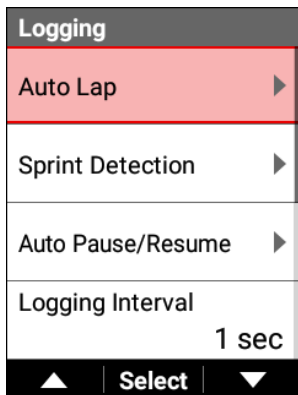 Logging
Auto Lap
Sprint Detection
Auto Pause/Resume
Logging Interval
1 sec
Select